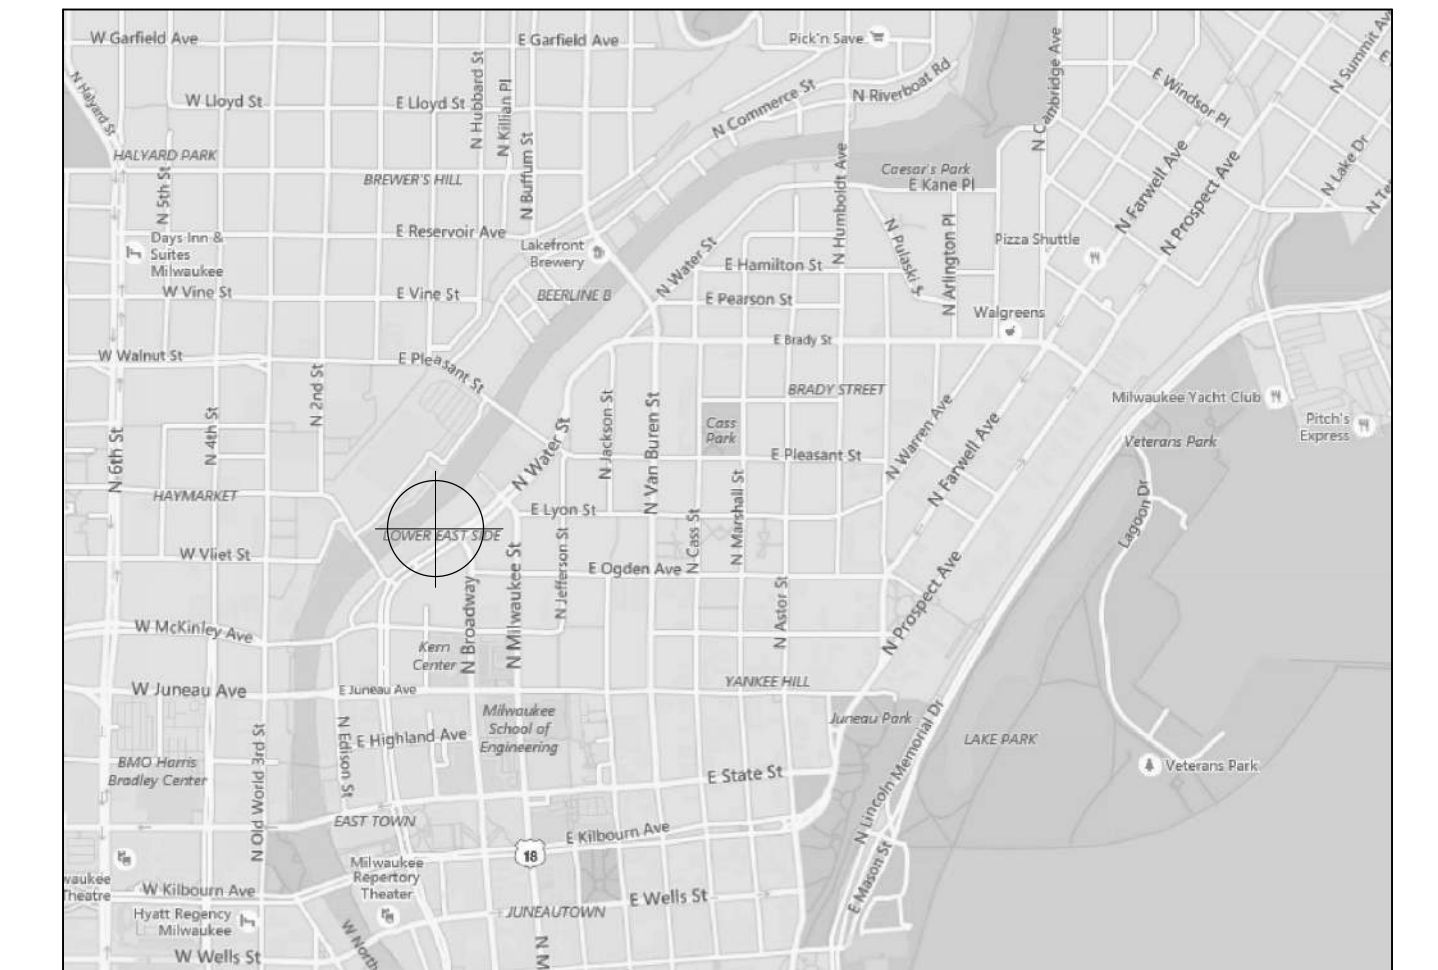 W Garfield Ave
E Garfield Ave
Pick'n Save
N Cambridge Ave
N Summit Ave
N Halyard St
W Lloyd St
E Lloyd St
N Hubbard St
N Killian Pl
N Commerce St
N Riverboat Rd
E Windsor Pl
HALYARD PARK
N 5th St
BREWER'S HILL
N Buffum St
N Humboldt Ave
Caesar's Park
E Kane Pl
N Farwell Ave
N Prospect Ave
N Lake Dr
Days Inn &
Suites
Milwaukee
E Reservoir Ave
Lakefront
Brewery
N Water St
E Hamilton St
N Pulaski S
N Arlington Pl
Pizza Shuttle
W Vine St
E Vine St
BEERLINE B
E Pearson St
Walgreens
W Walnut St
E Pleasant St
E Brady St
N 2nd St
N Jackson St
N Van Buren St
BRADY STREET
Milwaukee Yacht Club
Pitch's
Express
N 6th St
N 4th St
N Water St
Cass
Park
E Pleasant St
N Warren Ave
N Farwell Ave
Veterans Park
HAYMARKET
E Lyon St
N Marshall St
Lagoon Dr
LOWER EAST SIDE
W Vliet St
N Broadway
N Milwaukee St
N Jefferson St
E Ogden Ave
N Cass St
N Astor St
N Prospect Ave
W McKinley Ave
Kern
Center
W Juneau Ave
E Juneau Ave
YANKEE HILL
N Old World 3rd St
N Edison St
E Highland Ave
Milwaukee
School of
Engineering
Juneau Park
N Lincoln Memorial Dr
LAKE PARK
BMO Harris
Bradley Center
E State St
Veterans Park
EAST TOWN
18
E Kilbourn Ave
waukee
Theatre
W Kilbourn Ave
Milwaukee
Repertory
Theater
E Wells St
E Mason St
Hyatt Regency
Milwaukee
JUNEAUTOWN
W Wells St
W North
N M